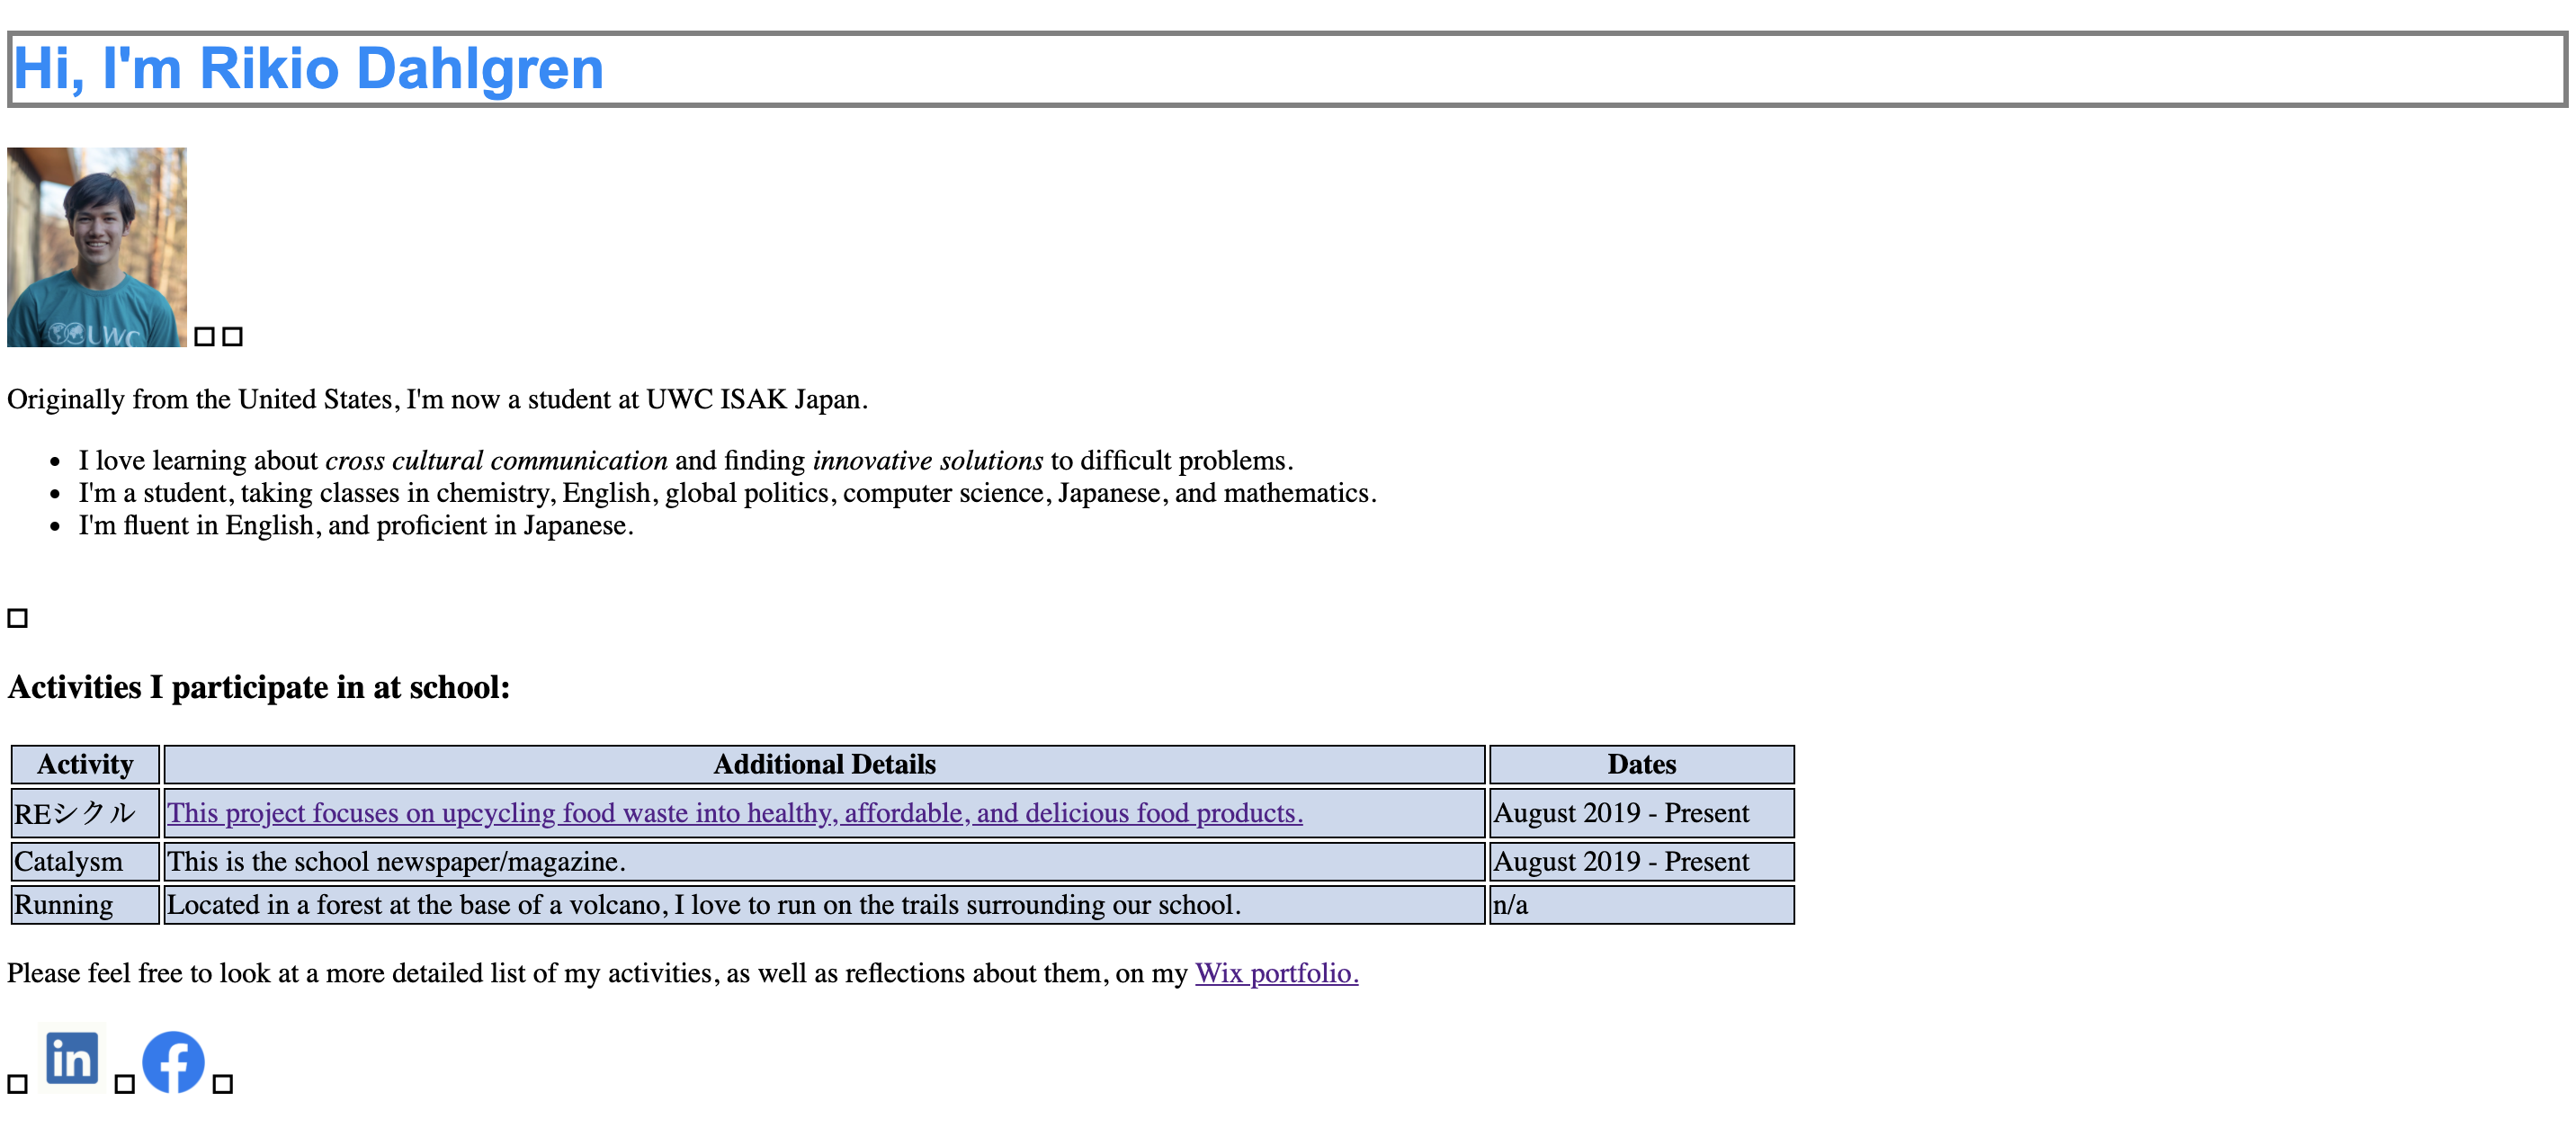 Hi, I'm Rikio Dahlgren
UWC
Originally from the United States, I'm now a student at UWC ISAK Japan.
• I love learning about cross cultural communication and finding innovative solutions to difficult problems.
• I'm a student, taking classes in chemistry, English, global politics, computer science, Japanese, and mathematics.
• I'm fluent in English, and proficient in Japanese.
Activities I participate in at school:
Activity Additional Details Dates
REシクル This project focuses on upcycling food waste into healthy, affordable, and delicious food products. August 2019 - Present
Catalysm This is the school newspaper/magazine. August 2019 - Present
Running Located in a forest at the base of a volcano, I love to run on the trails surrounding our school. n/a
Please feel free to look at a more detailed list of my activities, as well as reflections about them, on my Wix portfolio.
in f